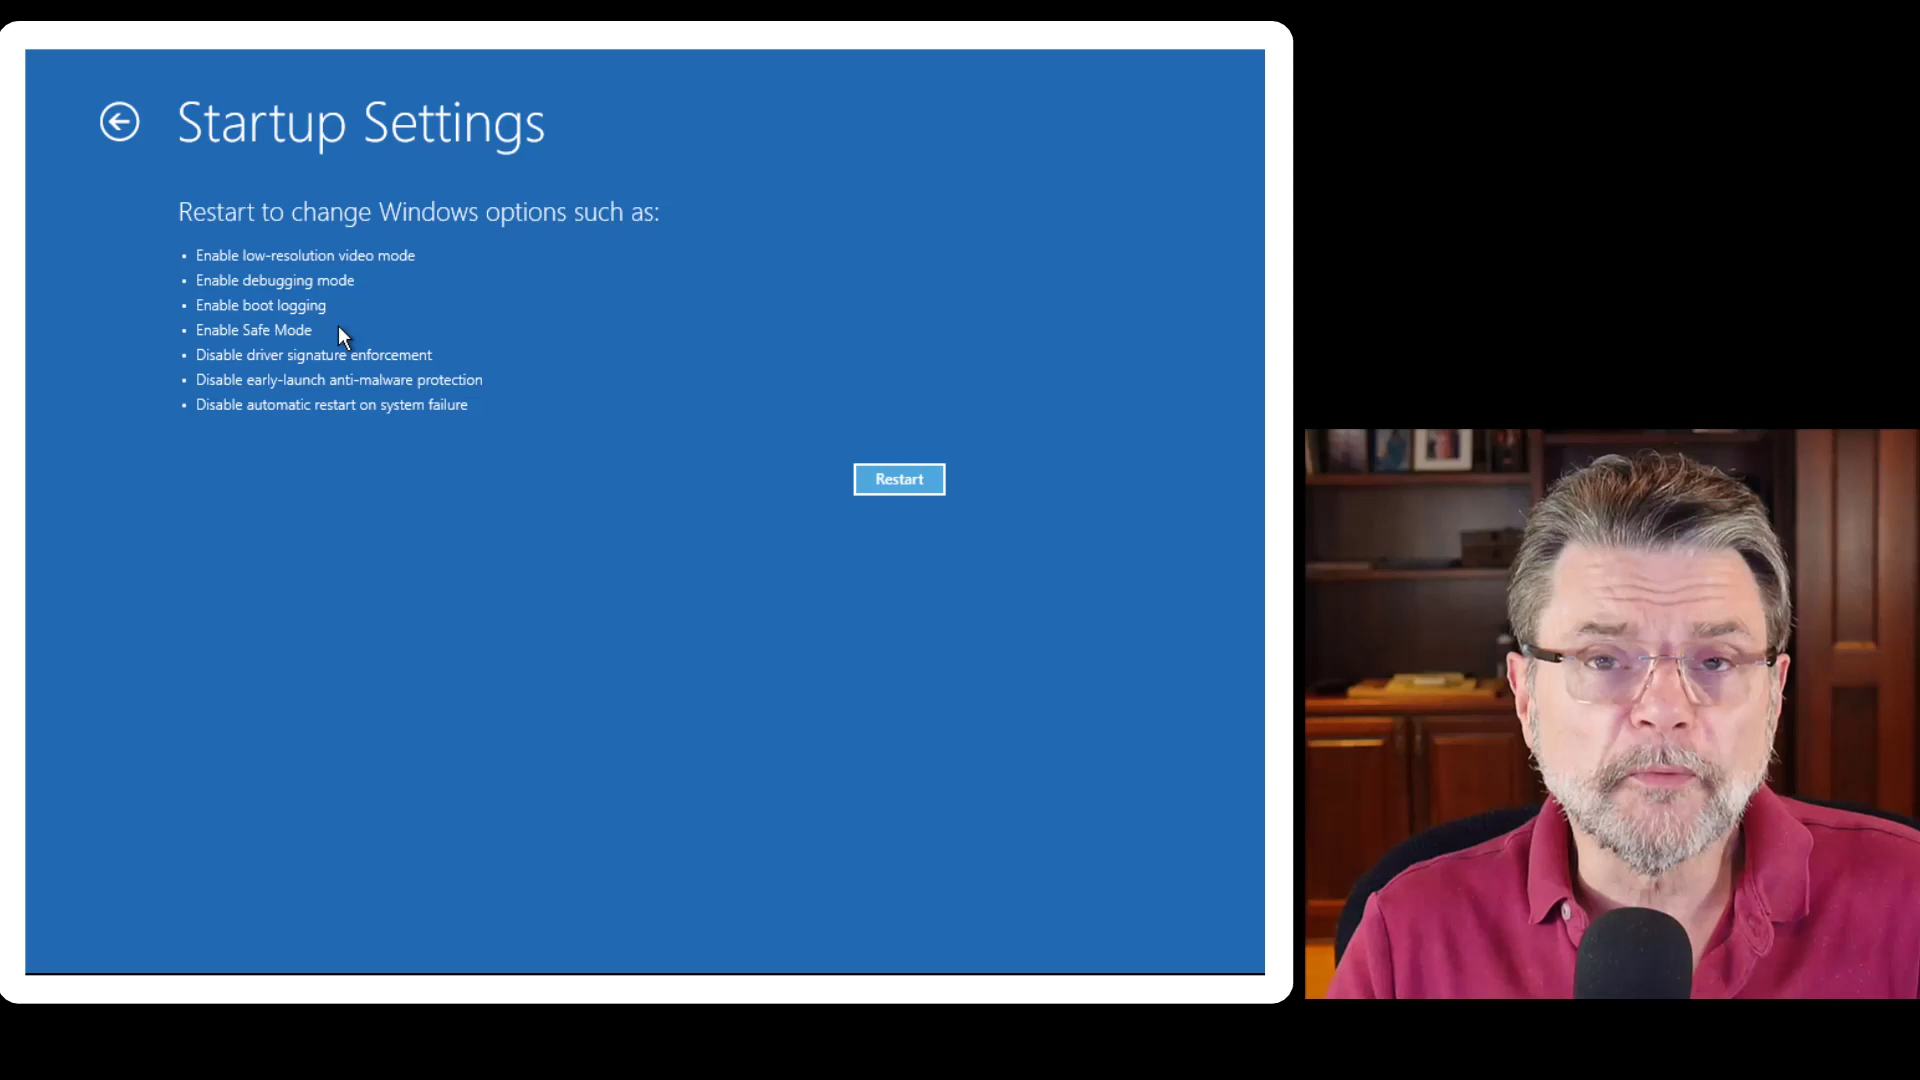 Startup Settings
Restart to change Windows options such as:
• Enable low-resolution video mode
• Enable debugging mode
• Enable boot logging
• Enable Safe Mode
• Disable driver signature enforcement
• Disable early-launch anti-malware protection
• Disable automatic restart on system failure
Restart